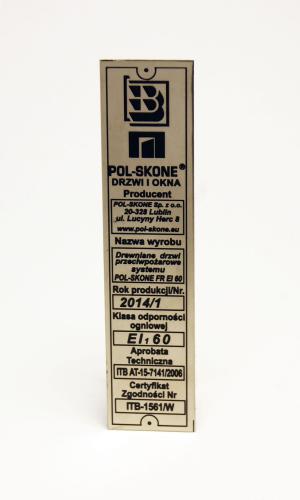 B
POL-SKONE®
DRZWI I OKNA
Producent
POL-SKONE Sp. z o.o.
20-328 Lublin
ul. Lucyny Herc 8
www.pol-skone.eu
Nazwa wyrobu
Drewniane drzwi
przeciwpożarowe
systemu
POL-SKONE FR EI 60
Rok produkcji/Nr.
2014/1
Klasa odporności
ogniowej
EI₁ 60
Aprobata
Techniczna
ITB AT-15-7141/2006
Certyfikat
Zgodności Nr
ITB-1561/W